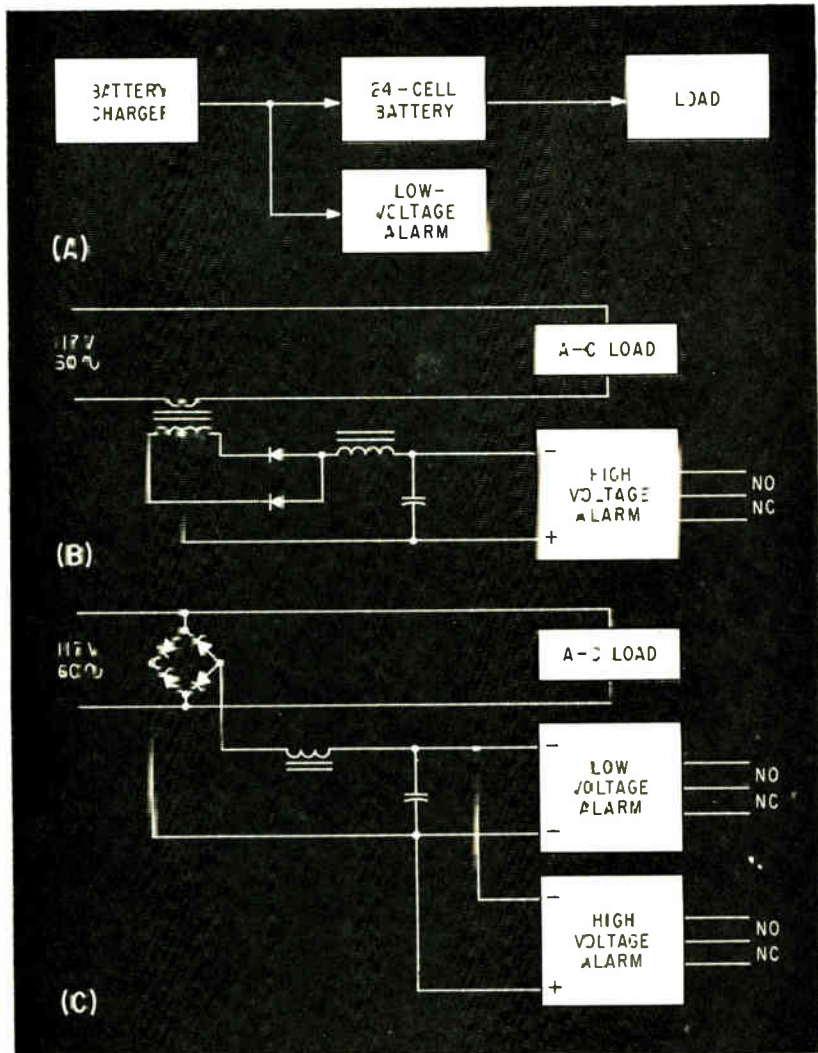 BATTERY
CHARGER
24-CELL
BATTERY
LOAD
LOW-
VOLTAGE
ALARM
(A)
117 V
60 ∿
A-C LOAD
-
HIGH
VOLTAGE
ALARM
+
NO
NC
(B)
117 V
60 ∿
A-C LOAD
-
LOW
VOLTAGE
ALARM
-
NO
NC
-
HIGH
VOLTAGE
ALARM
+
NO
NC
(C)